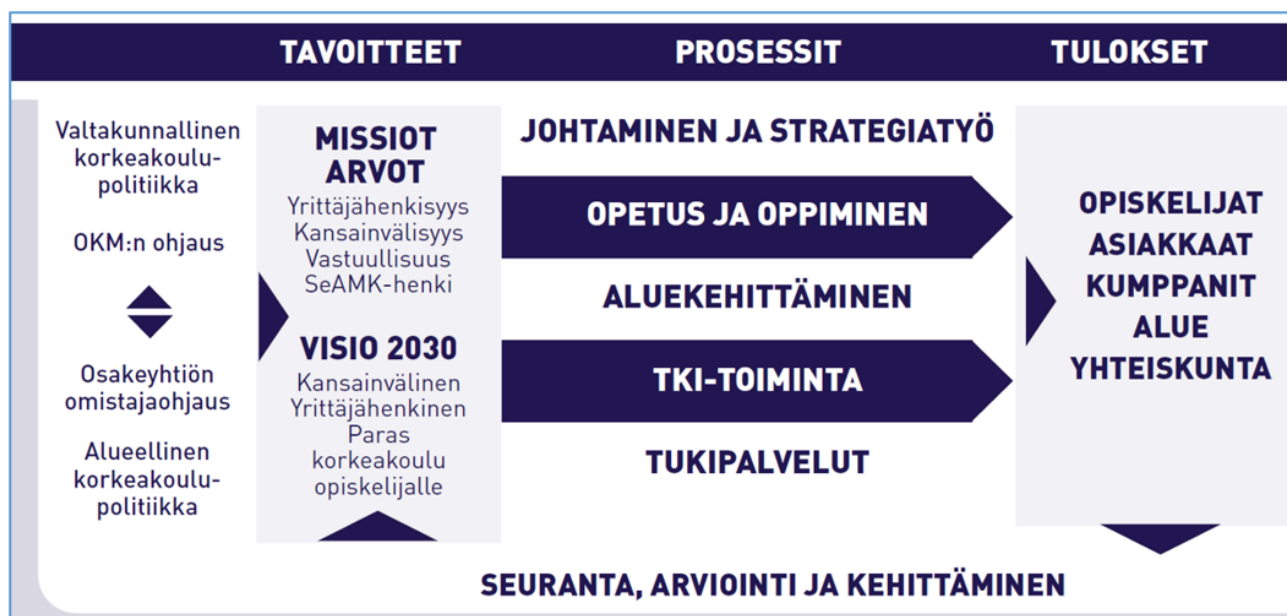 TAVOITTEET
PROSESSIT
TULOKSET
Valtakunnallinen
korkeakoulu-
politiikka
OKM:n ohjaus
Osakeyhtiön
omistajaohjaus
Alueellinen
korkeakoulu-
politiikka
MISSIOT
ARVOT
Yrittäjähenkisyys
Kansainvälisyys
Vastuullisuus
SeAMK-henki
VISIO 2030
Kansainvälinen
Yrittäjähenkinen
Paras
korkeakoulu
opiskelijalle
JOHTAMINEN JA STRATEGIATYÖ
OPETUS JA OPPIMINEN
ALUEKEHITTÄMINEN
TKI-TOIMINTA
TUKIPALVELUT
OPISKELIJAT
ASIAKKAAT
KUMPPANIT
ALUE
YHTEISKUNTA
SEURANTA, ARVIOINTI JA KEHITTÄMINEN